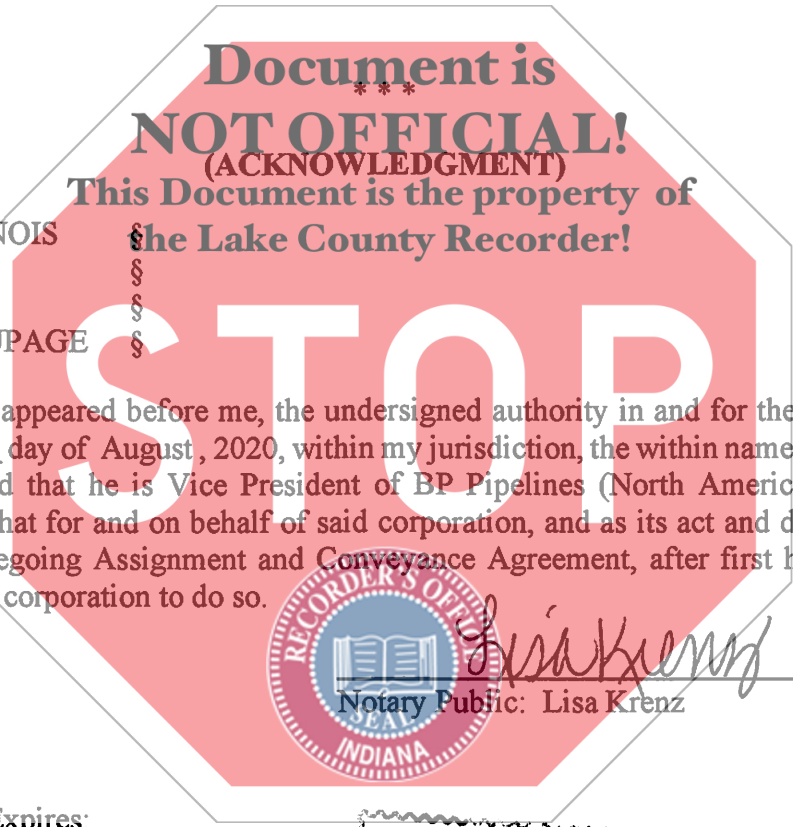 Document is
* * *
NOT OFFICIAL!
(ACKNOWLEDGMENT)
This Document is the property of
NOIS § the Lake County Recorder!
§
§
UPAGE §
STOP
appeared before me, the undersigned authority in and for the
day of August, 2020, within my jurisdiction, the within name
d that he is Vice President of BP Pipelines (North Americ
hat for and on behalf of said corporation, and as its act and d
egoing Assignment and Conveyance Agreement, after first h
corporation to do so.
RECORDER'S OFFICE
SEAL
INDIANA
Lisa Krenz
Notary Public: Lisa Krenz
Expires: